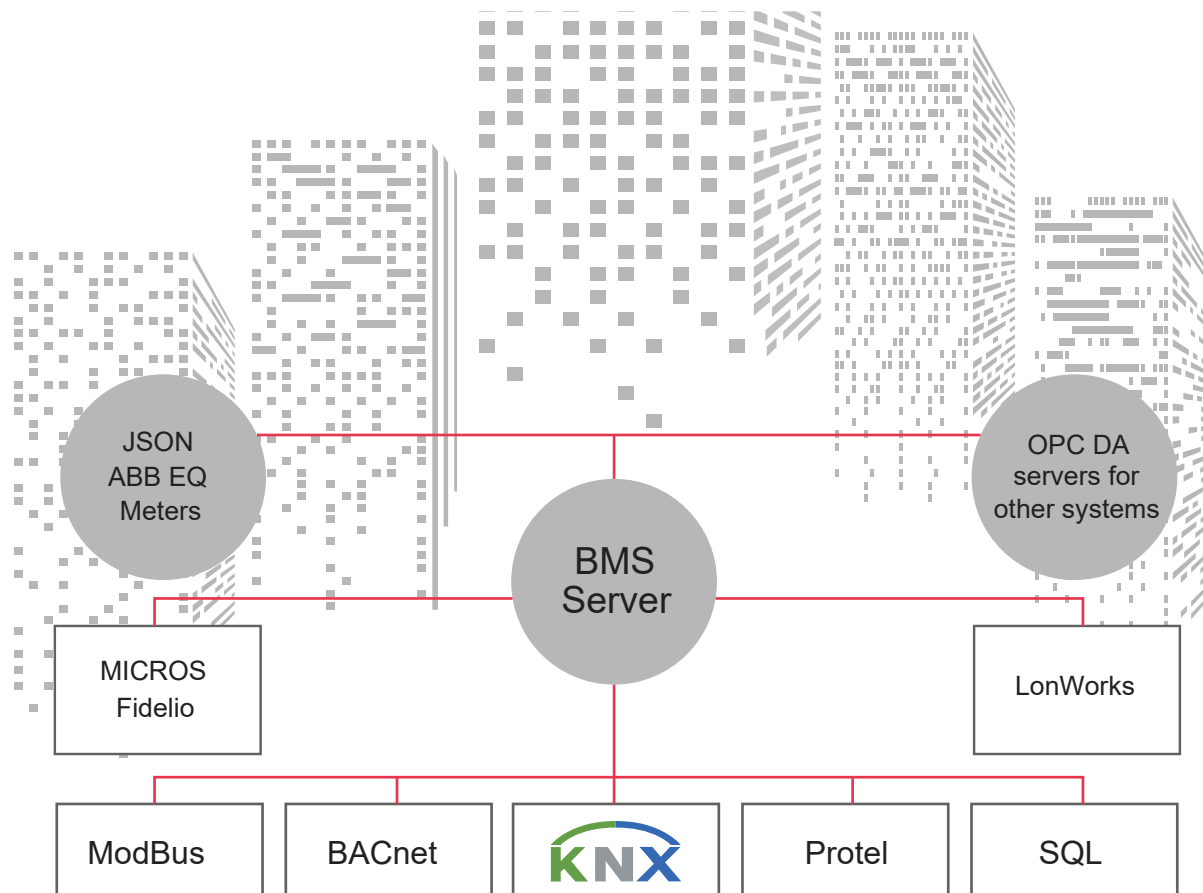 JSON
ABB EQ
Meters
OPC DA
servers for
other systems
BMS
Server
MICROS
Fidelio
LonWorks
ModBus
BACnet
KNX
Protel
SQL